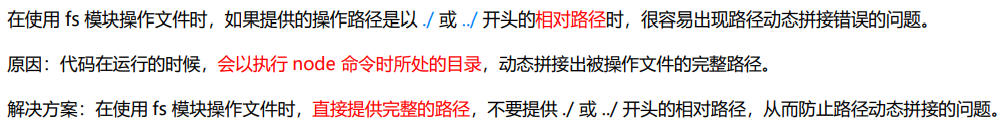 在使用 fs 模块操作文件时，如果提供的操作路径是以 ./ 或 ../ 开头的相对路径时，很容易出现路径动态拼接错误的问题。
原因：代码在运行的时候，会以执行 node 命令时所处的目录，动态拼接出被操作文件的完整路径。
解决方案：在使用 fs 模块操作文件时，直接提供完整的路径，不要提供 ./ 或 ../ 开头的相对路径，从而防止路径动态拼接的问题。